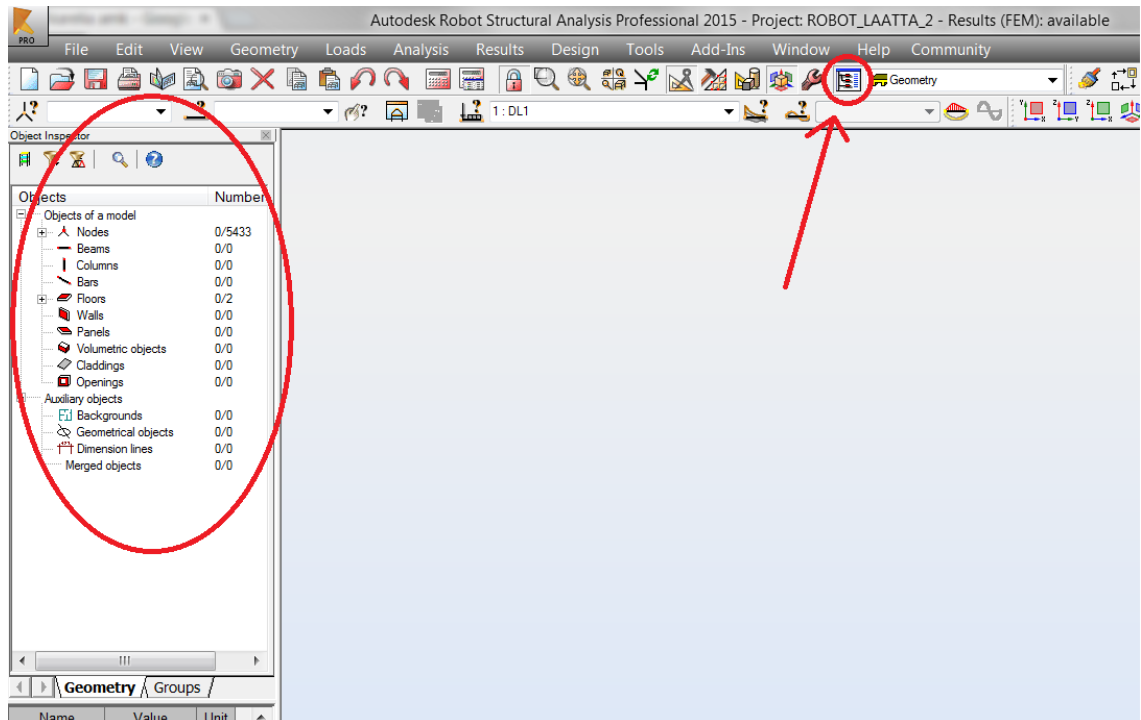 Autodesk Robot Structural Analysis Professional 2015 - Project: ROBOT_LAATTA_2 - Results (FEM): available
PRO
File Edit View Geometry Loads Analysis Results Design Tools Add-Ins Window Help Community
Geometry
1 : DL1
Object Inspector
Objects Number
Objects of a model
Nodes 0/5433
Beams 0/0
Columns 0/0
Bars 0/0
Floors 0/2
Walls 0/0
Panels 0/0
Volumetric objects 0/0
Claddings 0/0
Openings 0/0
Auxiliary objects
Backgrounds 0/0
Geometrical objects 0/0
Dimension lines 0/0
Merged objects 0/0
Geometry Groups
Name Value Unit